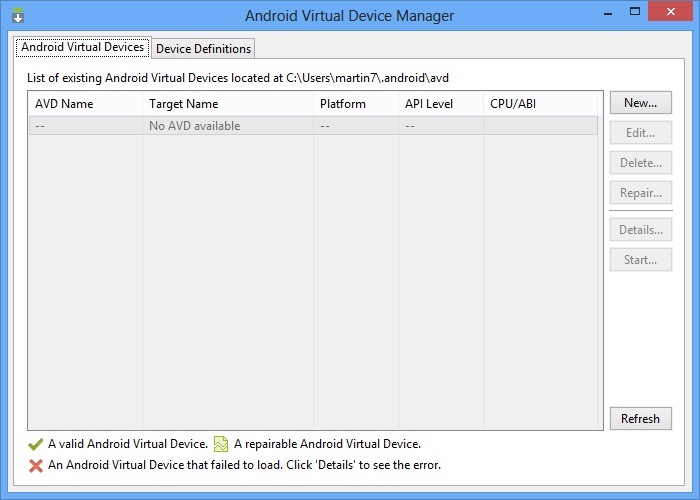 Android Virtual Device Manager
Android Virtual Devices Device Definitions
List of existing Android Virtual Devices located at C:\Users\martin7\.android\avd
AVD Name Target Name Platform API Level CPU/ABI
-- No AVD available -- --
New...
Edit...
Delete...
Repair...
Details...
Start...
Refresh
A valid Android Virtual Device. A repairable Android Virtual Device.
An Android Virtual Device that failed to load. Click 'Details' to see the error.